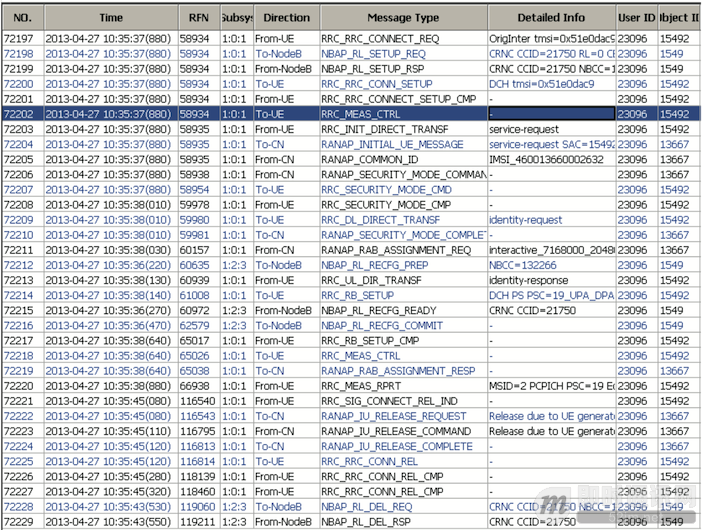 NO. Time RFN Subsys Direction Message Type Detailed Info User ID bject ID
72197 2013-04-27 10:35:37(880) 58934 1:0:1 From-UE RRC_RRC_CONNECT_REQ OrigInter tmsi=0x51e0dac9 23096 15492
72198 2013-04-27 10:35:37(880) 58934 1:0:1 To-NodeB NBAP_RL_SETUP_REQ CRNC CCID=21750 RL=0 CE 23096 1549
72199 2013-04-27 10:35:37(880) 58934 1:0:1 From-NodeB NBAP_RL_SETUP_RSP CRNC CCID=21750 NBCC=1 23096 1549
72200 2013-04-27 10:35:37(880) 58934 1:0:1 To-UE RRC_RRC_CONN_SETUP DCH tmsi=0x51e0dac9 23096 15492
72201 2013-04-27 10:35:37(880) 58934 1:0:1 From-UE RRC_RRC_CONNECT_SETUP_CMP - 23096 15492
72202 2013-04-27 10:35:37(880) 58934 1:0:1 To-UE RRC_MEAS_CTRL - 23096 15492
72203 2013-04-27 10:35:37(880) 58935 1:0:1 From-UE RRC_INIT_DIRECT_TRANSF service-request 23096 15492
72204 2013-04-27 10:35:37(880) 58935 1:0:1 To-CN RANAP_INITIAL_UE_MESSAGE service-request SAC=15492 23096 13667
72205 2013-04-27 10:35:37(880) 58935 1:0:1 From-CN RANAP_COMMON_ID IMSI_460013660002632 23096 13667
72206 2013-04-27 10:35:37(880) 58938 1:0:1 From-CN RANAP_SECURITY_MODE_COMMAN - 23096 13667
72207 2013-04-27 10:35:37(880) 58954 1:0:1 To-UE RRC_SECURITY_MODE_CMD - 23096 15492
72208 2013-04-27 10:35:38(010) 59978 1:0:1 From-UE RRC_SECURITY_MODE_CMP - 23096 15492
72209 2013-04-27 10:35:38(010) 59980 1:0:1 To-UE RRC_DL_DIRECT_TRANSF identity-request 23096 15492
72210 2013-04-27 10:35:38(010) 59981 1:0:1 To-CN RANAP_SECURITY_MODE_COMPLET - 23096 13667
72211 2013-04-27 10:35:38(030) 60157 1:0:1 From-CN RANAP_RAB_ASSIGNMENT_REQ interactive_7168000_2048 23096 13667
72212 2013-04-27 10:35:36(220) 60635 1:2:3 To-NodeB NBAP_RL_RECFG_PREP NBCC=132266 23096 1549
72213 2013-04-27 10:35:38(130) 60939 1:0:1 From-UE RRC_UL_DIR_TRANSF identity-response 23096 15492
72214 2013-04-27 10:35:38(140) 61008 1:0:1 To-UE RRC_RB_SETUP DCH PS PSC=19_UPA_DPA 23096 15492
72215 2013-04-27 10:35:36(270) 60972 1:2:3 From-NodeB NBAP_RL_RECFG_READY CRNC CCID=21750 23096 1549
72216 2013-04-27 10:35:36(470) 62579 1:2:3 To-NodeB NBAP_RL_RECFG_COMMIT - 23096 1549
72217 2013-04-27 10:35:38(640) 65017 1:0:1 From-UE RRC_RB_SETUP_CMP - 23096 15492
72218 2013-04-27 10:35:38(640) 65026 1:0:1 To-UE RRC_MEAS_CTRL - 23096 15492
72219 2013-04-27 10:35:38(640) 65038 1:0:1 To-CN RANAP_RAB_ASSIGNMENT_RESP - 23096 13667
72220 2013-04-27 10:35:38(880) 66938 1:0:1 From-UE RRC_MEAS_RPRT MSID=2 PCPICH PSC=19 Ec 23096 15492
72221 2013-04-27 10:35:45(080) 116540 1:0:1 From-UE RRC_SIG_CONNECT_REL_IND - 23096 15492
72222 2013-04-27 10:35:45(080) 116543 1:0:1 To-CN RANAP_IU_RELEASE_REQUEST Release due to UE generat 23096 13667
72223 2013-04-27 10:35:45(110) 116795 1:0:1 From-CN RANAP_IU_RELEASE_COMMAND Release due to UE generat 23096 13667
72224 2013-04-27 10:35:45(120) 116813 1:0:1 To-CN RANAP_IU_RELEASE_COMPLETE - 23096 13667
72225 2013-04-27 10:35:45(120) 116814 1:0:1 To-UE RRC_RRC_CONN_REL - 23096 15492
72226 2013-04-27 10:35:45(280) 118139 1:0:1 From-UE RRC_RRC_CONN_REL_CMP - 23096 15492
72227 2013-04-27 10:35:45(320) 118460 1:0:1 From-UE RRC_RRC_CONN_REL_CMP - 23096 15492
72228 2013-04-27 10:35:43(530) 119060 1:2:3 To-NodeB NBAP_RL_DEL_REQ CRNC CCID=21750 NBCC=1 23096 1549
72229 2013-04-27 10:35:43(550) 119211 1:2:3 From-NodeB NBAP_RL_DEL_RSP CRNC CCID 23096 1549